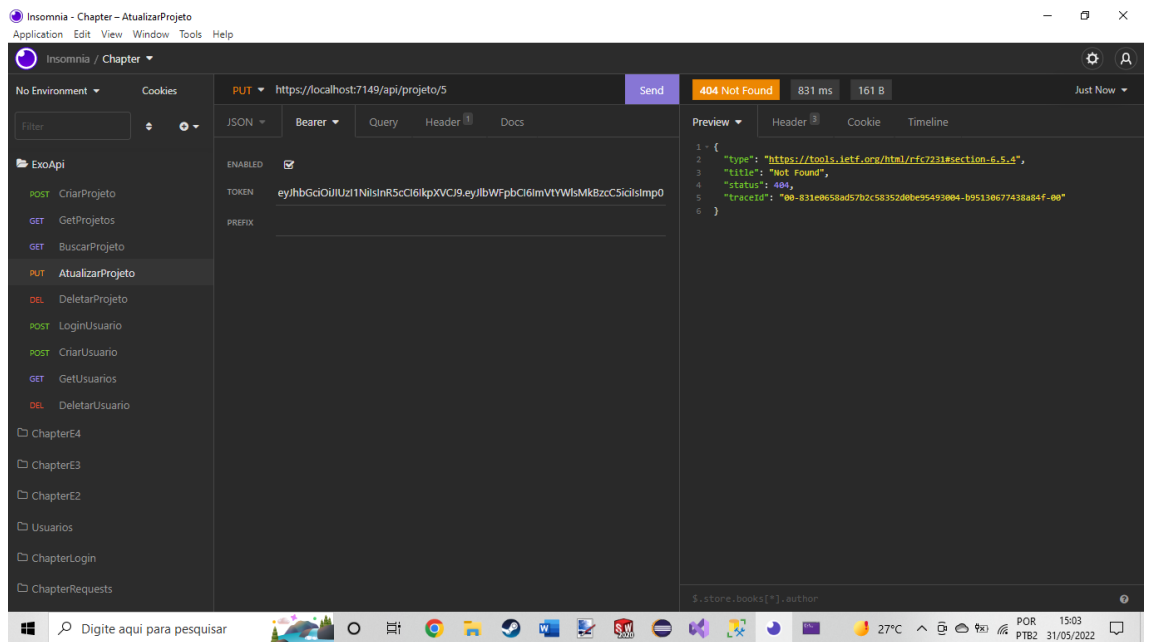 Insomnia - Chapter – AtualizarProjeto
Application Edit View Window Tools Help
Insomnia / Chapter
No Environment Cookies
Filter
ExoApi
POST CriarProjeto
GET GetProjetos
GET BuscarProjeto
PUT AtualizarProjeto
DEL DeletarProjeto
POST LoginUsuario
POST CriarUsuario
GET GetUsuarios
DEL DeletarUsuario
ChapterE4
ChapterE3
ChapterE2
Usuarios
ChapterLogin
ChapterRequests
PUT https://localhost:7149/api/projeto/5 Send
JSON Bearer Query Header 1 Docs
ENABLED
TOKEN eyJhbGciOiJIUzI1NiIsInR5cCI6IkpXVCJ9.eyJlbWFpbCI6ImVtYWlsMkBzcC5iciIsImp0
PREFIX
404 Not Found 831 ms 161 B Just Now
Preview Header 3 Cookie Timeline
1 {
2 "type": "https://tools.ietf.org/html/rfc7231#section-6.5.4",
3 "title": "Not Found",
4 "status": 404,
5 "traceId": "00-831e0658ad57b2c58352d0be95493004-b95130677438a84f-00"
6 }
$.store.books[*].author
Digite aqui para pesquisar
27°C
POR 15:03
PTB2 31/05/2022